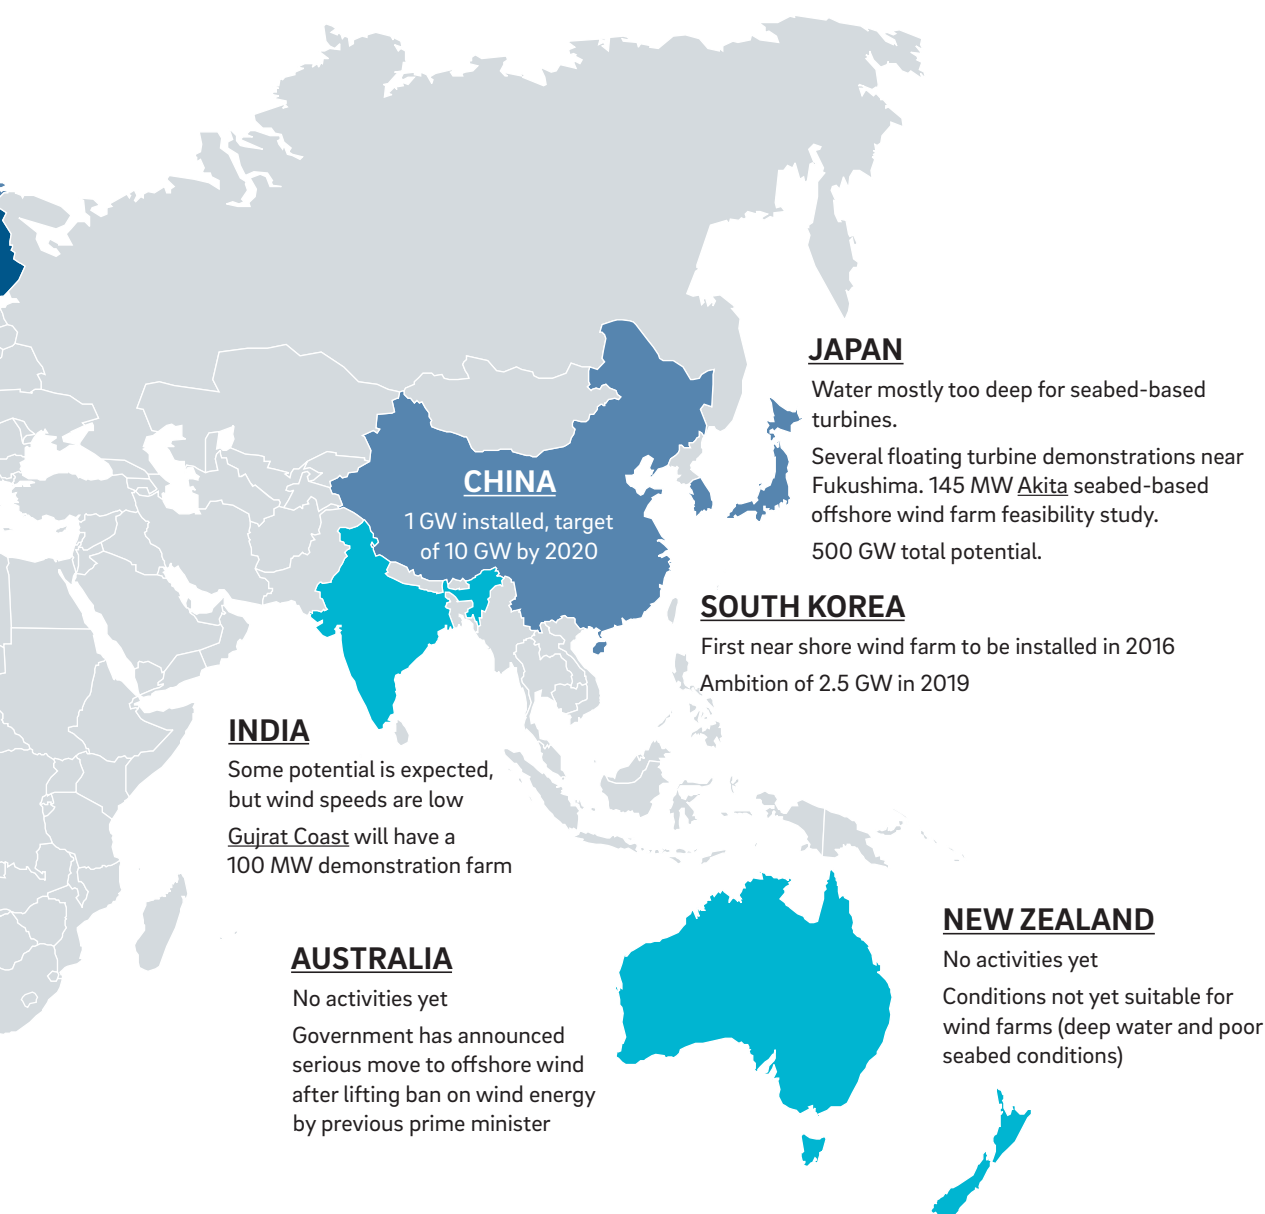 JAPAN
Water mostly too deep for seabed-based
turbines.
Several floating turbine demonstrations near
Fukushima. 145 MW Akita seabed-based
offshore wind farm feasibility study.
500 GW total potential.
CHINA
1 GW installed, target
of 10 GW by 2020
SOUTH KOREA
First near shore wind farm to be installed in 2016
Ambition of 2.5 GW in 2019
INDIA
Some potential is expected,
but wind speeds are low
Gujrat Coast will have a
100 MW demonstration farm
AUSTRALIA
No activities yet
Government has announced
serious move to offshore wind
after lifting ban on wind energy
by previous prime minister
NEW ZEALAND
No activities yet
Conditions not yet suitable for
wind farms (deep water and poor
seabed conditions)